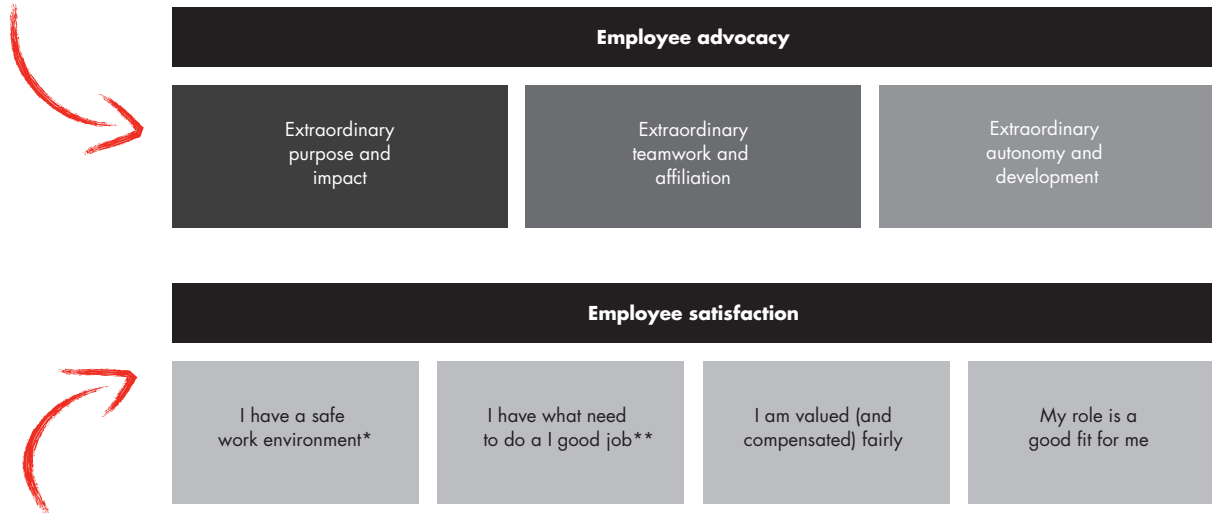 Employee advocacy
Extraordinary
purpose and
impact
Extraordinary
teamwork and
affiliation
Extraordinary
autonomy and
development
Employee satisfaction
I have a safe
work environment*
I have what need
to do a I good job**
I am valued (and
compensated) fairly
My role is a
good fit for me